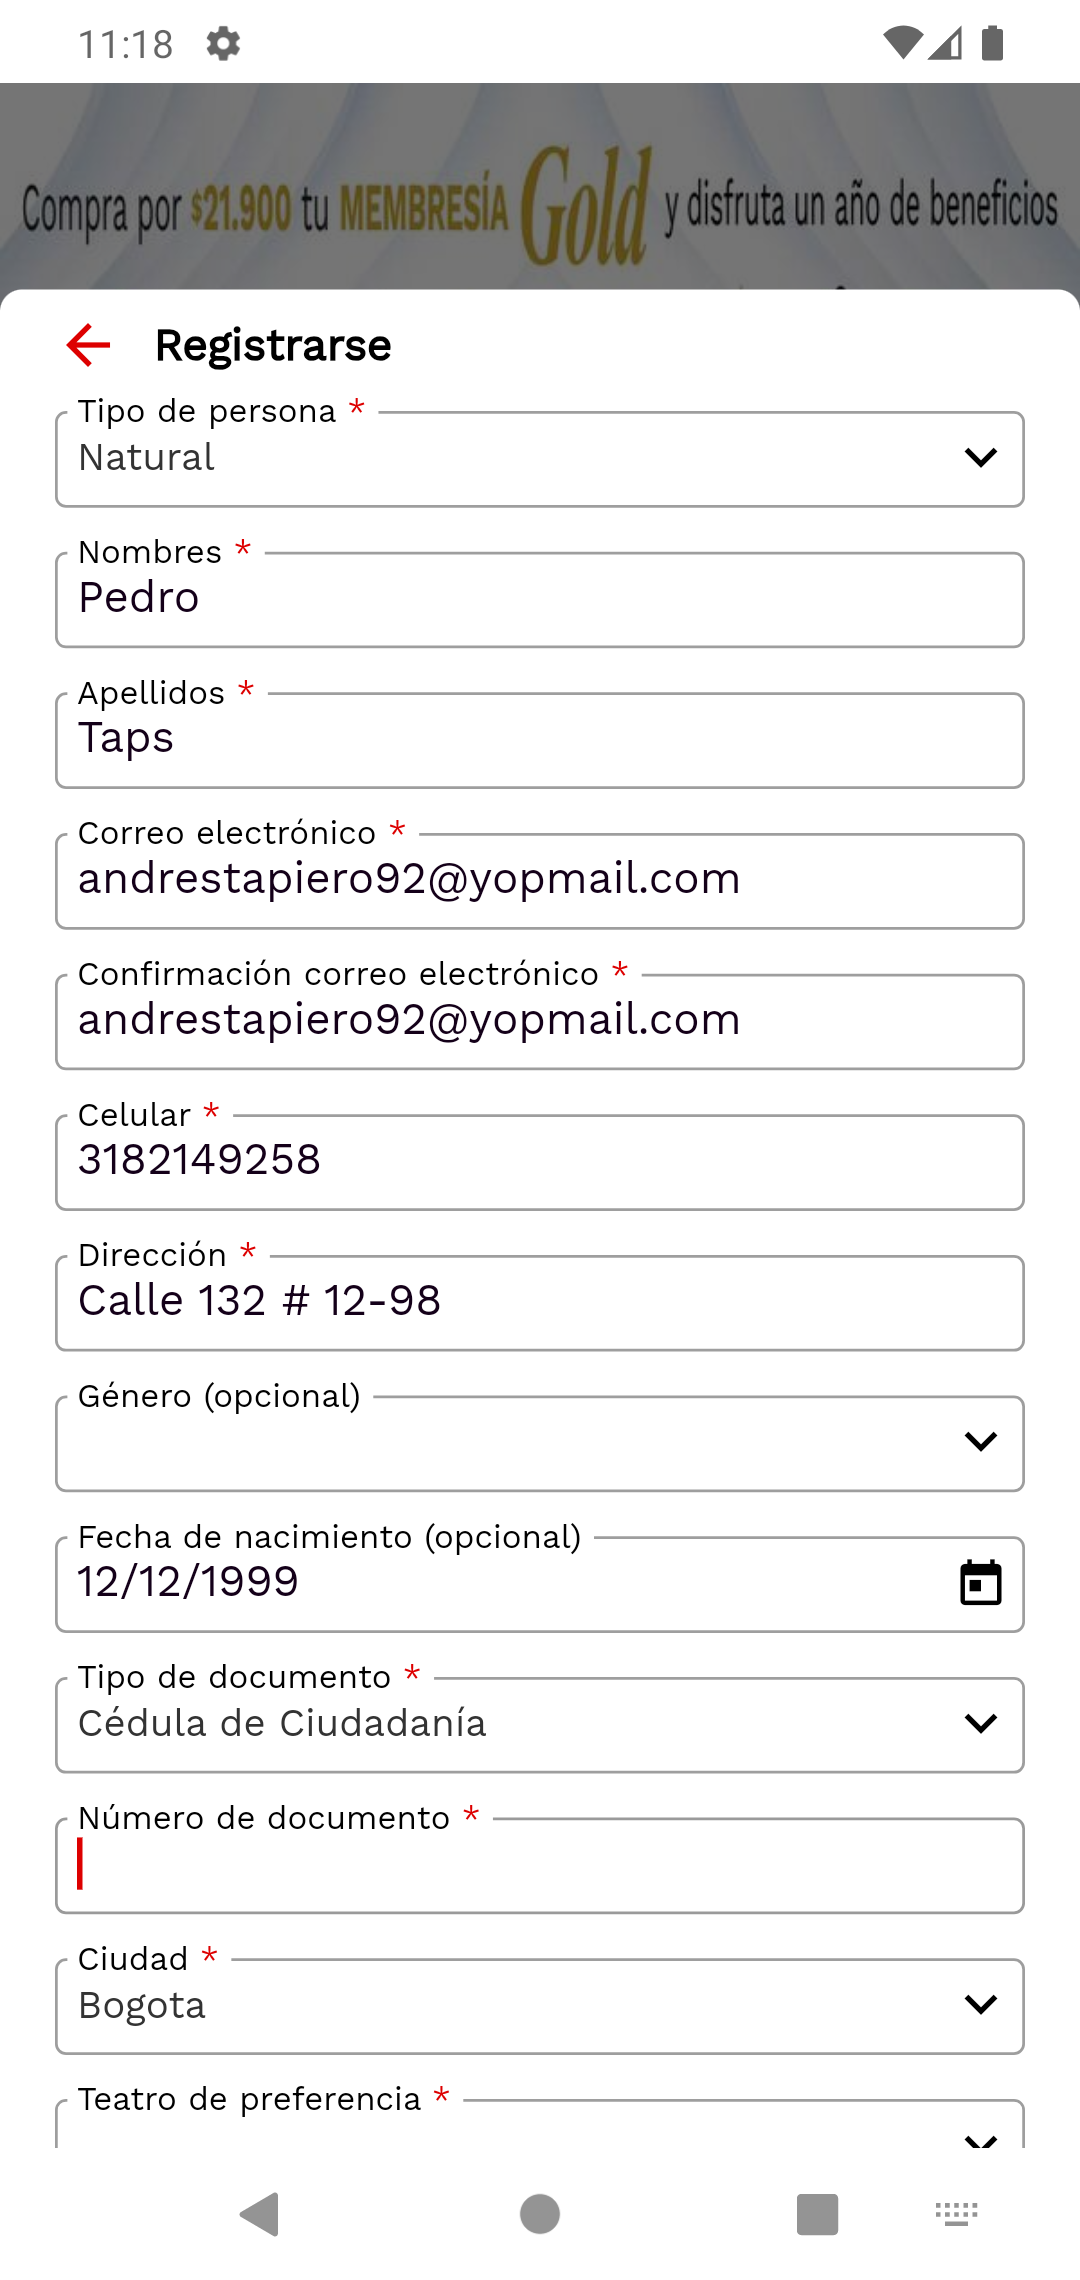 11:18
Compra por $21.900 tu MEMBRESÍA Gold y disfruta un año de beneficios
Registrarse
Tipo de persona *
Natural
Nombres *
Pedro
Apellidos *
Taps
Correo electrónico *
andrestapiero92@yopmail.com
Confirmación correo electrónico *
andrestapiero92@yopmail.com
Celular *
3182149258
Dirección *
Calle 132 # 12-98
Género (opcional)
Fecha de nacimiento (opcional)
12/12/1999
Tipo de documento *
Cédula de Ciudadanía
Número de documento *
Ciudad *
Bogota
Teatro de preferencia *